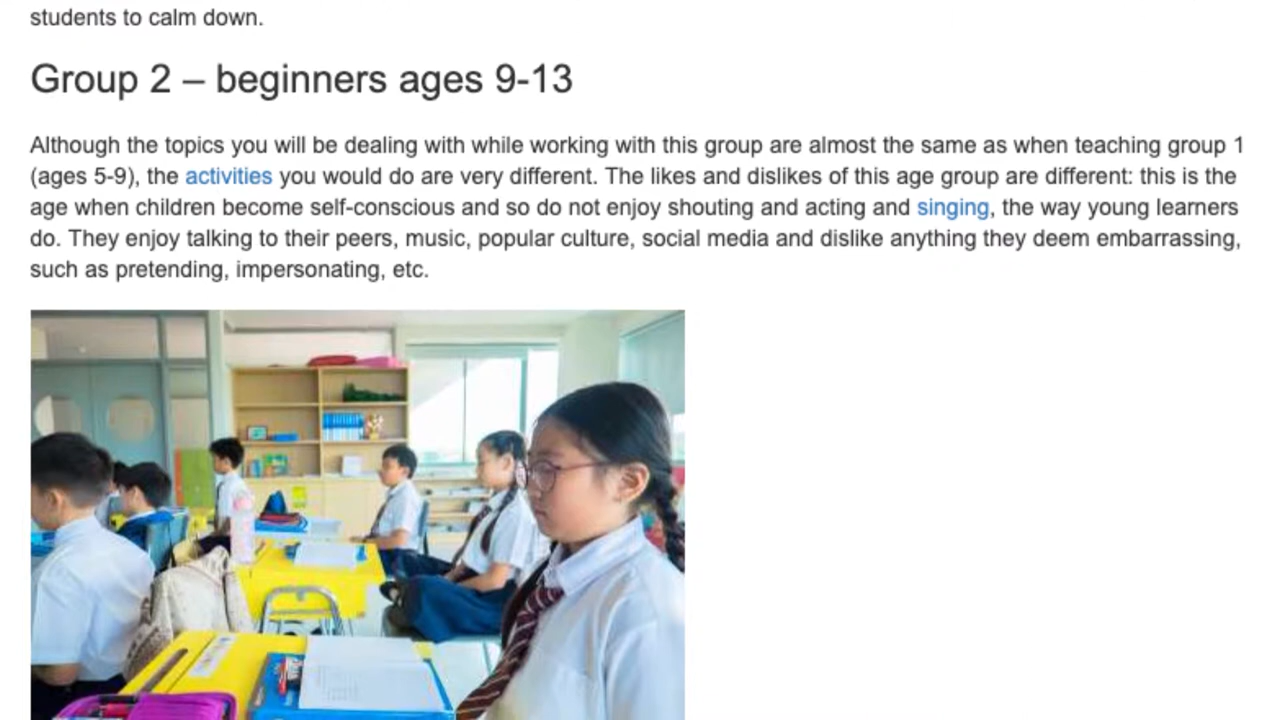 students to calm down.
Group 2 – beginners ages 9-13
Although the topics you will be dealing with while working with this group are almost the same as when teaching group 1
(ages 5-9), the activities you would do are very different. The likes and dislikes of this age group are different: this is the
age when children become self-conscious and so do not enjoy shouting and acting and singing, the way young learners
do. They enjoy talking to their peers, music, popular culture, social media and dislike anything they deem embarrassing,
such as pretending, impersonating, etc.